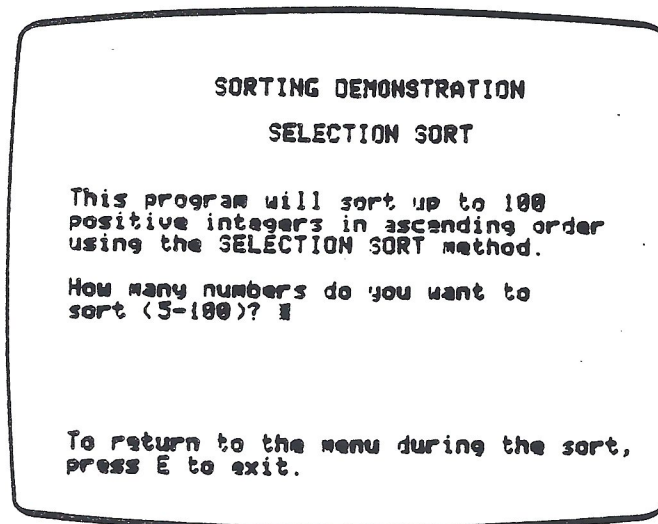 SORTING DEMONSTRATION
SELECTION SORT
This program will sort up to 100
positive integers in ascending order
using the SELECTION SORT method.
How many numbers do you want to
sort (5-100)?
To return to the menu during the sort,
press E to exit.